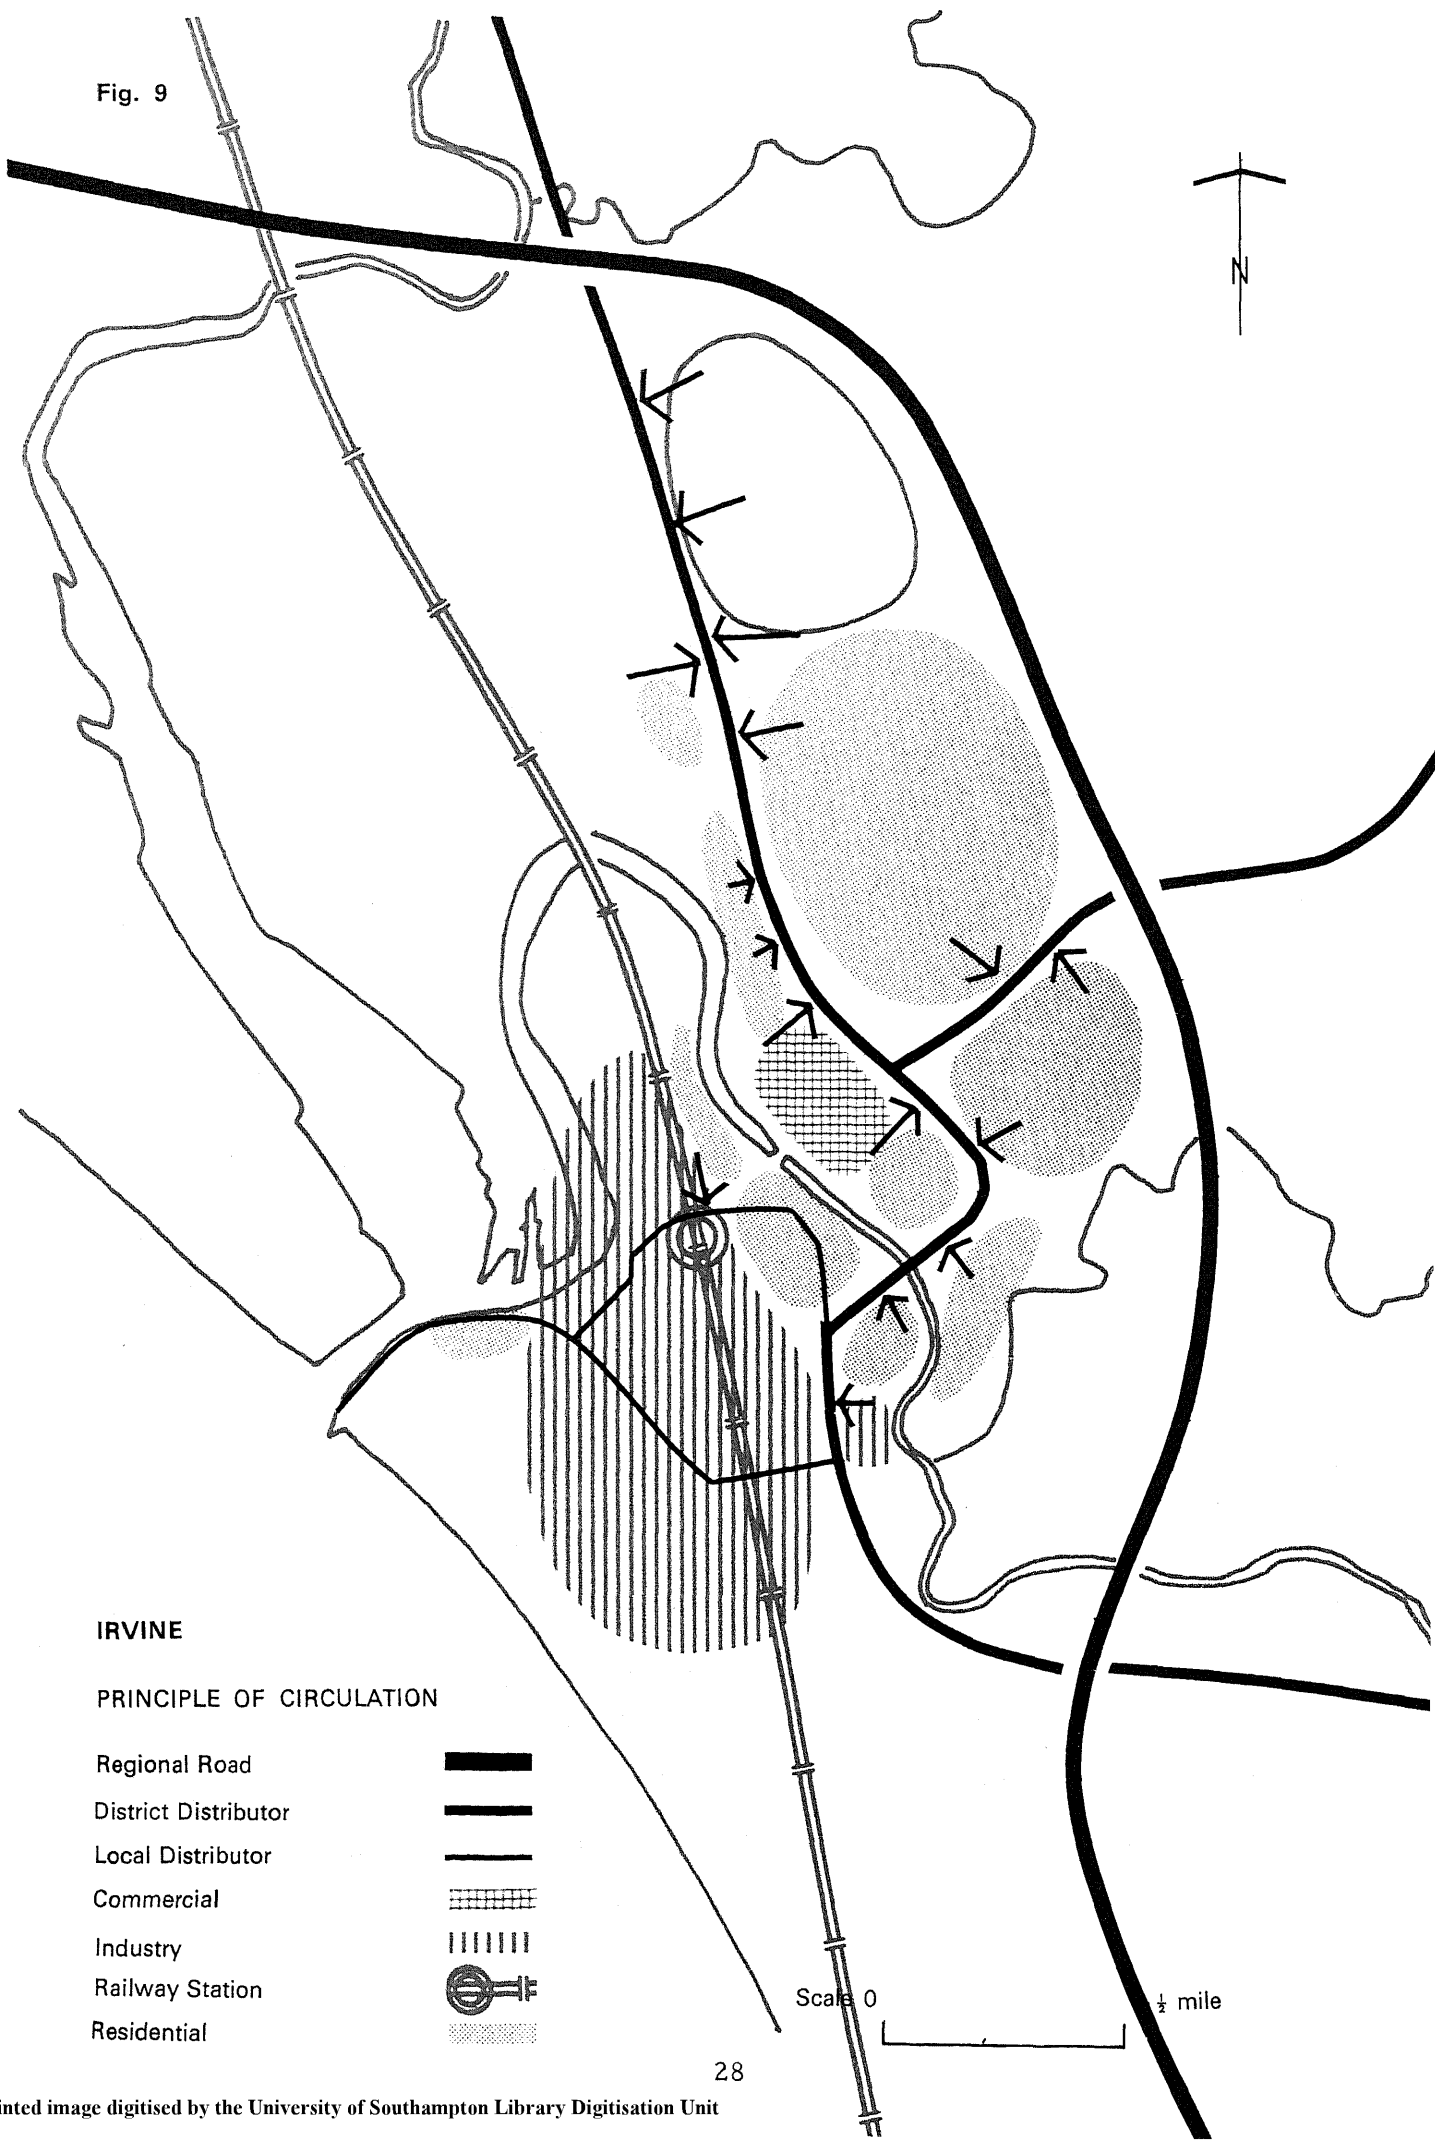 Fig. 9
N
IRVINE
PRINCIPLE OF CIRCULATION
Regional Road
District Distributor
Local Distributor
Commercial
Industry
Railway Station
Residential
Scale 0 ½ mile
28
inted image digitised by the University of Southampton Library Digitisation Unit